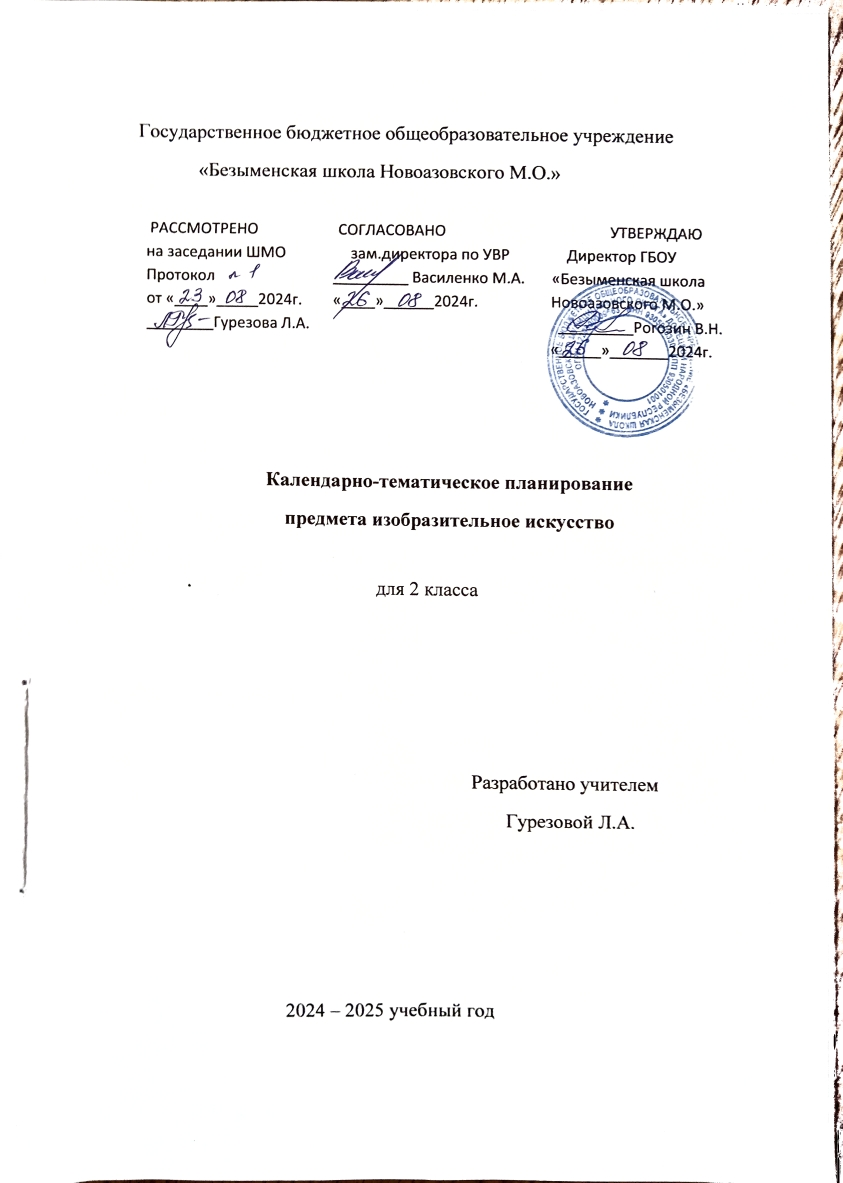 Государственное бюджетное общеобразовательное учреждение
«Безыменская школа Новоазовского М.О.»
РАССМОТРЕНО
на заседании ШМО
Протокол № 1
от «23» 08 2024г.
Гурезова Л.А.
СОГЛАСОВАНО
зам.директора по УВР
Василенко М.А.
«26» 08 2024г.
УТВЕРЖДАЮ
Директор ГБОУ
«Безыменская школа
Новоазовского М.О.»
Рогозин В.Н.
«26» 08 2024г.
Календарно-тематическое планирование
предмета изобразительное искусство
для 2 класса
Разработано учителем
Гурезовой Л.А.
2024 – 2025 учебный год